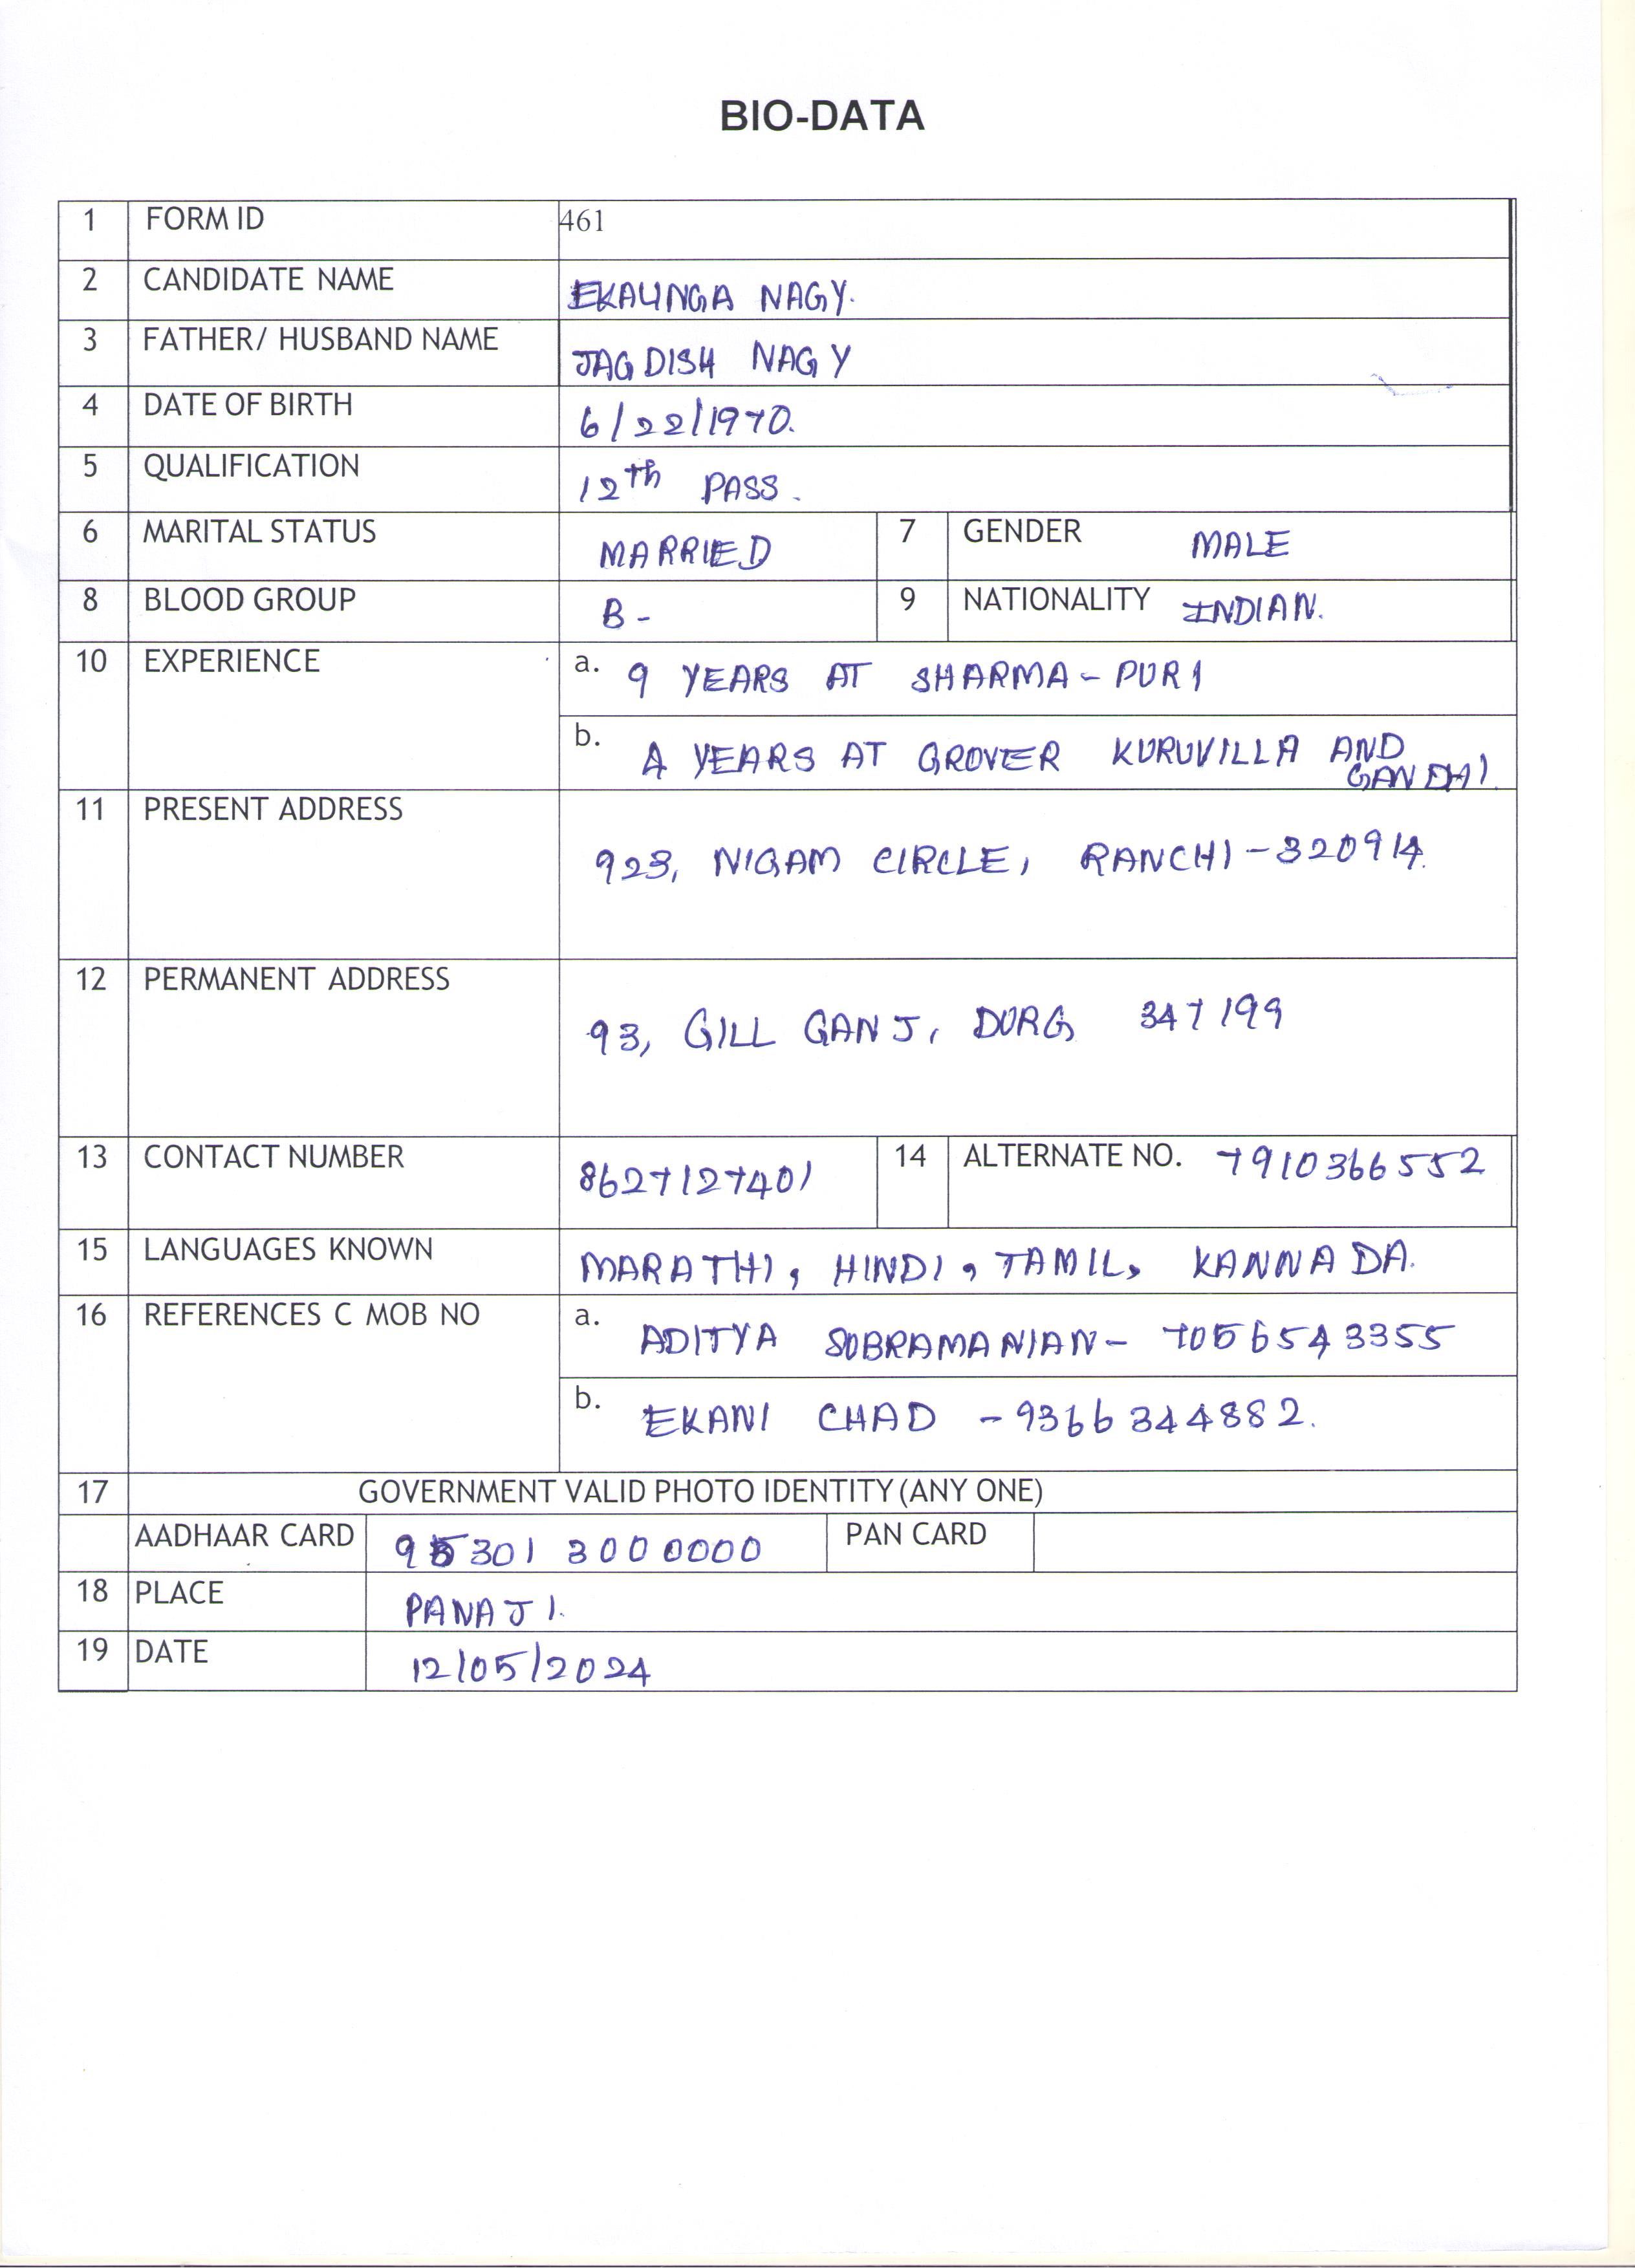 BIO-DATA
1 FORM ID 461
2 CANDIDATE NAME EKALINGA NAGY.
3 FATHER/ HUSBAND NAME JAGDISH NAGY
4 DATE OF BIRTH 6/22/1970.
5 QUALIFICATION 12th PASS.
6 MARITAL STATUS MARRIED 7 GENDER MALE
8 BLOOD GROUP B- 9 NATIONALITY INDIAN.
10 EXPERIENCE a. 9 YEARS AT SHARMA - PURI
b. 4 YEARS AT GROVER KURUVILLA AND
GANDHI.
11 PRESENT ADDRESS
923, NIGAM CIRCLE, RANCHI - 320914.
12 PERMANENT ADDRESS
93, GILL GANJ, DURG, 347199
13 CONTACT NUMBER 8627127401 14 ALTERNATE NO. 7910366552
15 LANGUAGES KNOWN MARATHI, HINDI, TAMIL, KANNADA.
16 REFERENCES C MOB NO a. ADITYA SUBRAMANIAN - 7056543355
b. EKANI CHAD - 9366344882.
17 GOVERNMENT VALID PHOTO IDENTITY (ANY ONE)
AADHAAR CARD 95301 3000000 PAN CARD
18 PLACE PANAJI.
19 DATE 12/05/2024